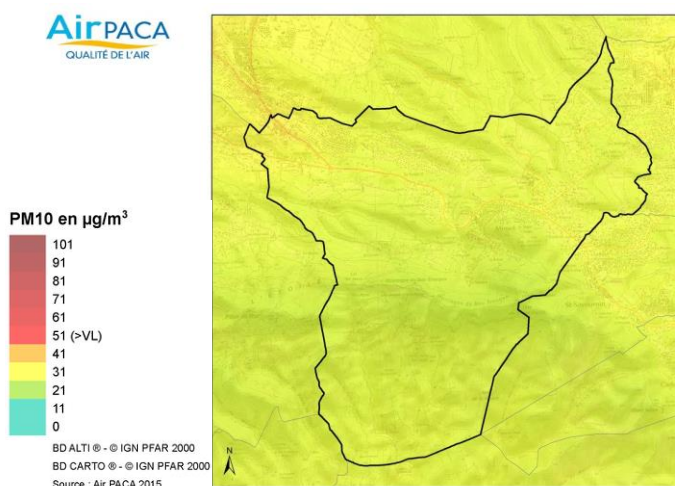 AirPACA
QUALITÉ DE L'AIR
PM10 en µg/m³
101
91
81
71
61
51 (>VL)
41
31
21
11
0
BD ALTI ® - © IGN PFAR 2000
BD CARTO ® - © IGN PFAR 2000
Source : Air PACA 2015
N